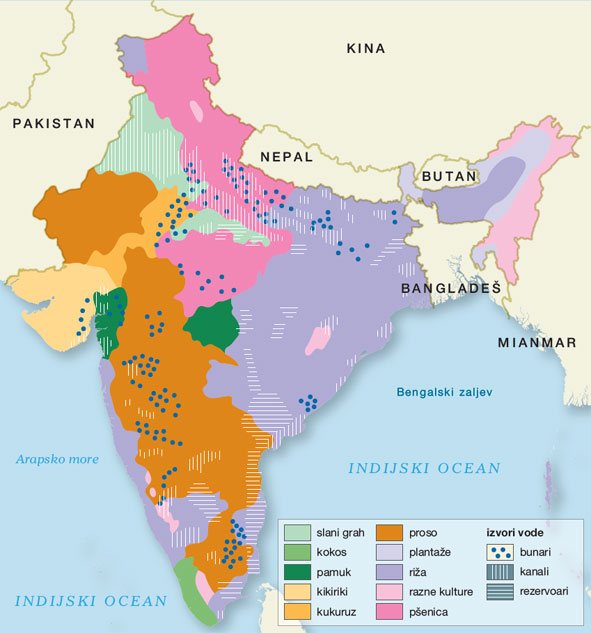 KINA
PAKISTAN
NEPAL
BUTAN
BANGLADEŠ
MIANMAR
Bengalski zaljev
Arapsko more
INDIJSKI OCEAN
INDIJSKI OCEAN
slani grah
kokos
pamuk
kikiriki
kukuruz
proso
plantaže
riža
razne kulture
pšenica
izvori vode
bunari
kanali
rezervoari